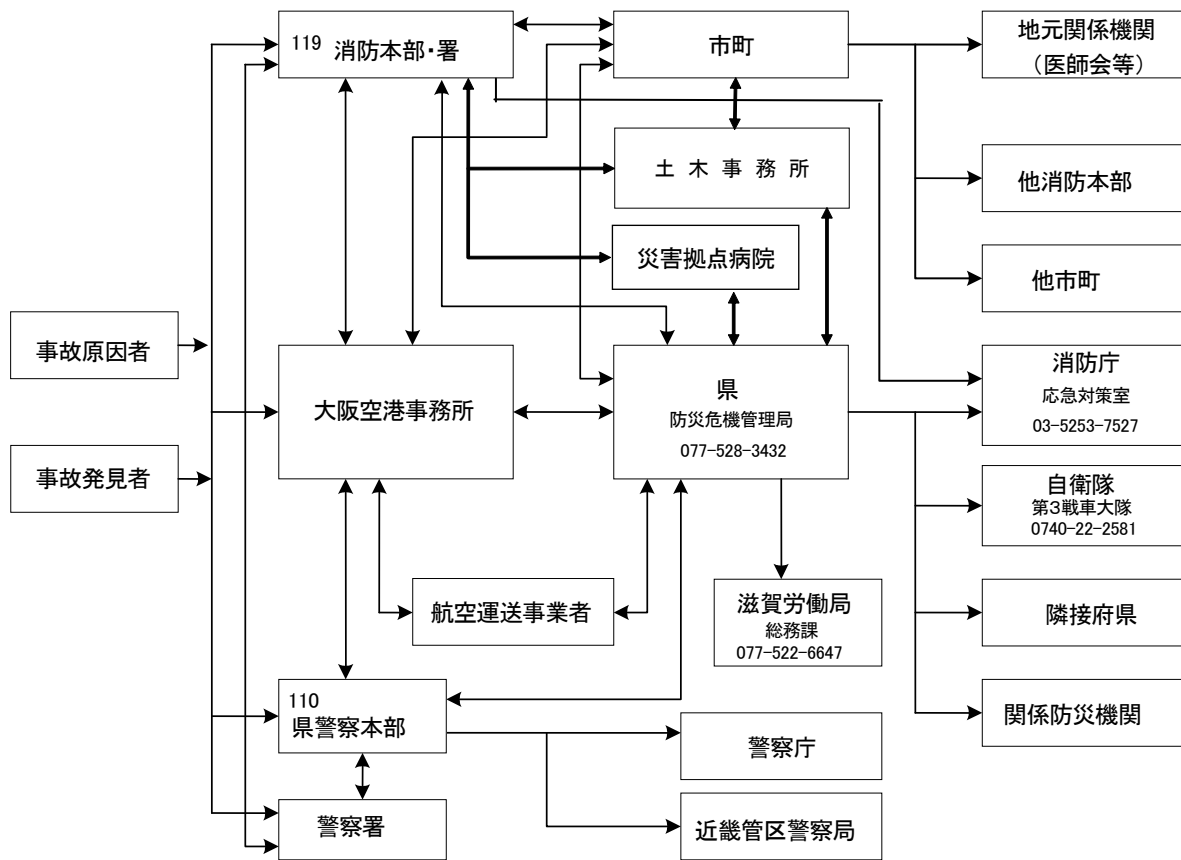 119 消防本部・署
市町
地元関係機関
（医師会等）
土 木 事 務 所
他消防本部
災害拠点病院
他市町
事故原因者
大阪空港事務所
県
防災危機管理局
077-528-3432
消防庁
応急対策室
03-5253-7527
事故発見者
自衛隊
第3戦車大隊
0740-22-2581
航空運送事業者
滋賀労働局
総務課
077-522-6647
隣接府県
110
県警察本部
関係防災機関
警察庁
警察署
近畿管区警察局